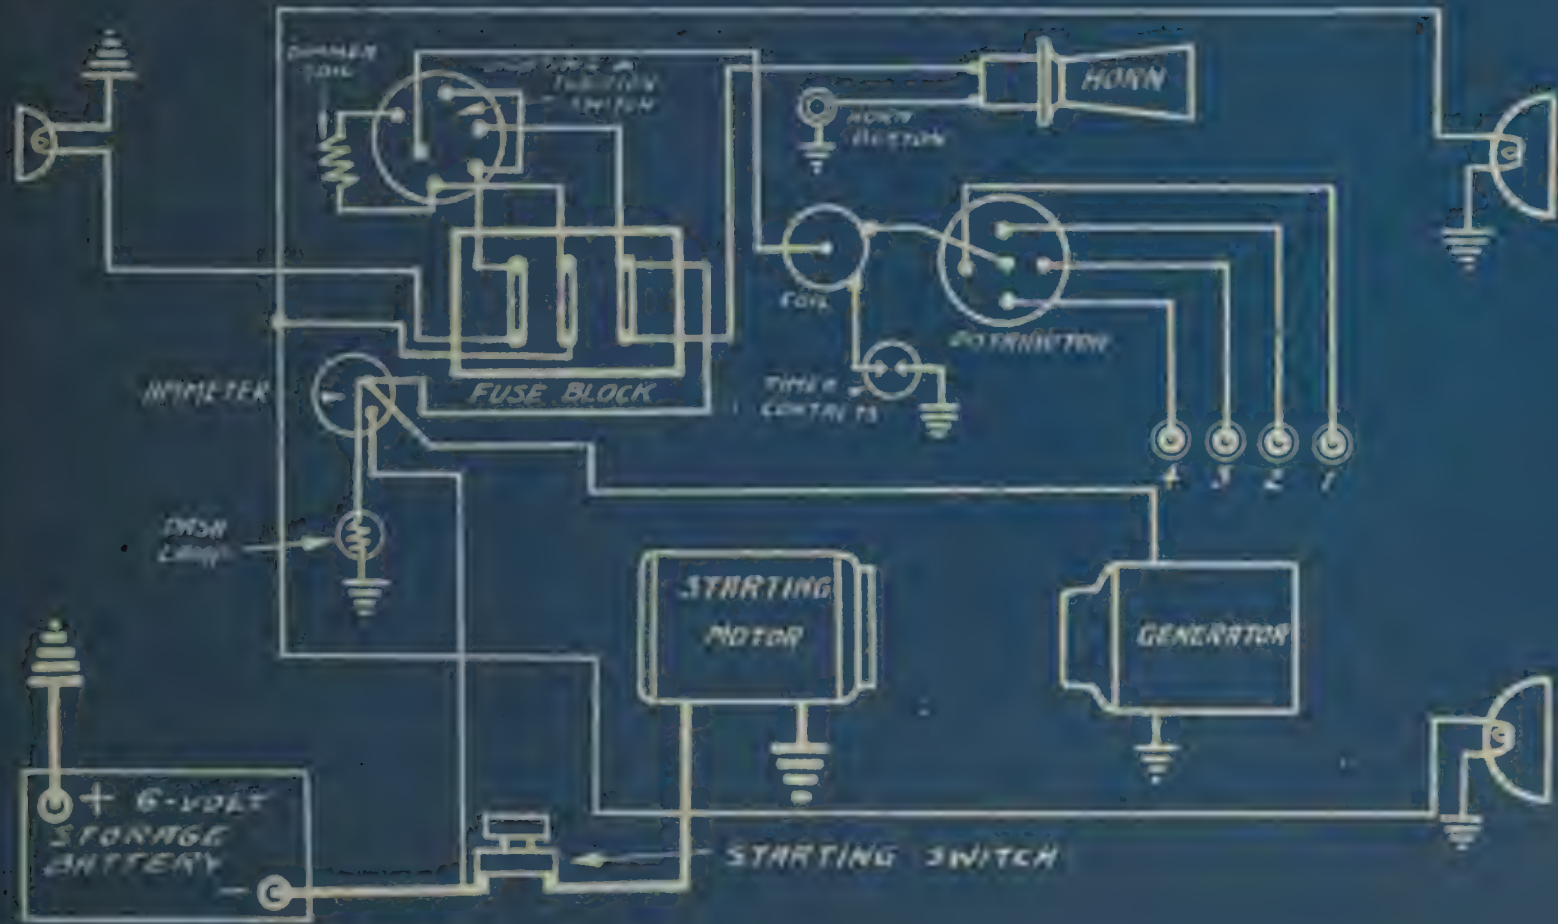 DIMMER
COIL
IGNITION
SWITCH
HORN
HORN
BUTTON
COIL
DISTRIBUTOR
FUSE BLOCK
AMMETER
TIMER
CONTACTS
4 3 2 1
DASH
LAMP
STARTING
MOTOR
GENERATOR
+ 6-VOLT
STORAGE
BATTERY
-
STARTING SWITCH